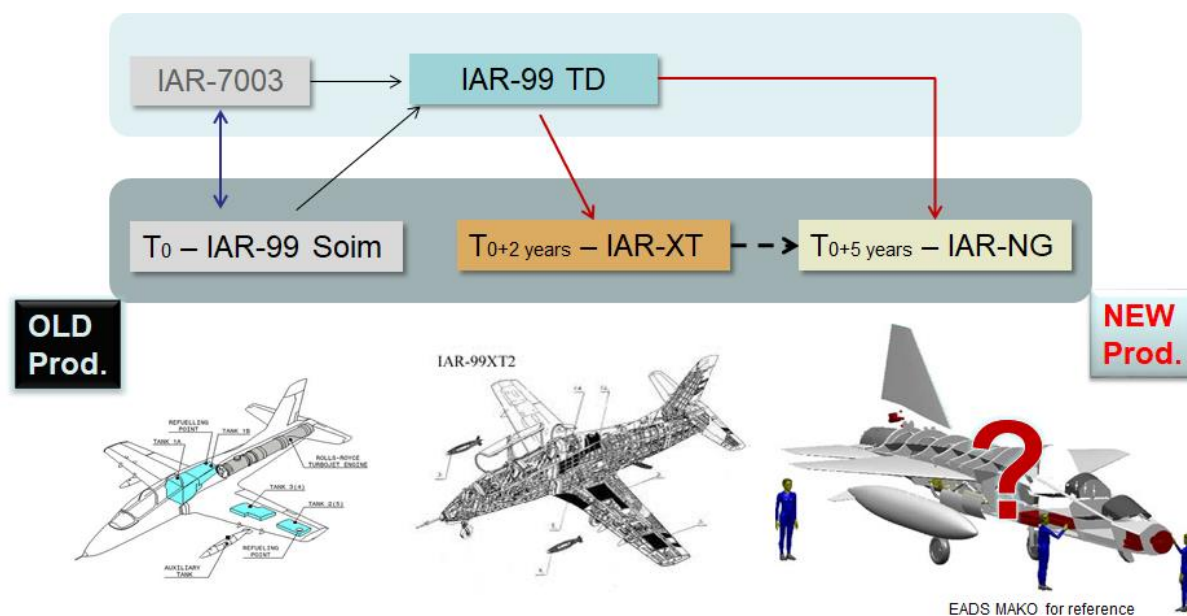 IAR-7003
IAR-99 TD
T0 – IAR-99 Soim
T0+2 years – IAR-XT
T0+5 years – IAR-NG
OLD
Prod.
NEW
Prod.
IAR-99XT2
REFUELLING
POINT
TANK 1B
TANK 1A
ROLLS-ROYCE
TURBOJET ENGINE
TANK 3(4)
TANK 2(5)
REFUELING
POINT
AUXILIARY
TANK
?
EADS MAKO for reference